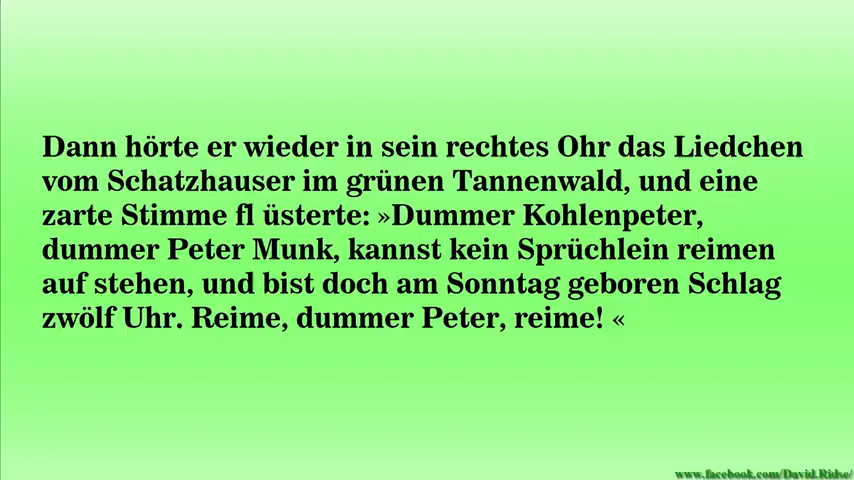 Dann hörte er wieder in sein rechtes Ohr das Liedchen
vom Schatzhauser im grünen Tannenwald, und eine
zarte Stimme fl üsterte: »Dummer Kohlenpeter,
dummer Peter Munk, kannst kein Sprüchlein reimen
auf stehen, und bist doch am Sonntag geboren Schlag
zwölf Uhr. Reime, dummer Peter, reime! «
www.facebook.com/David.Ridse/